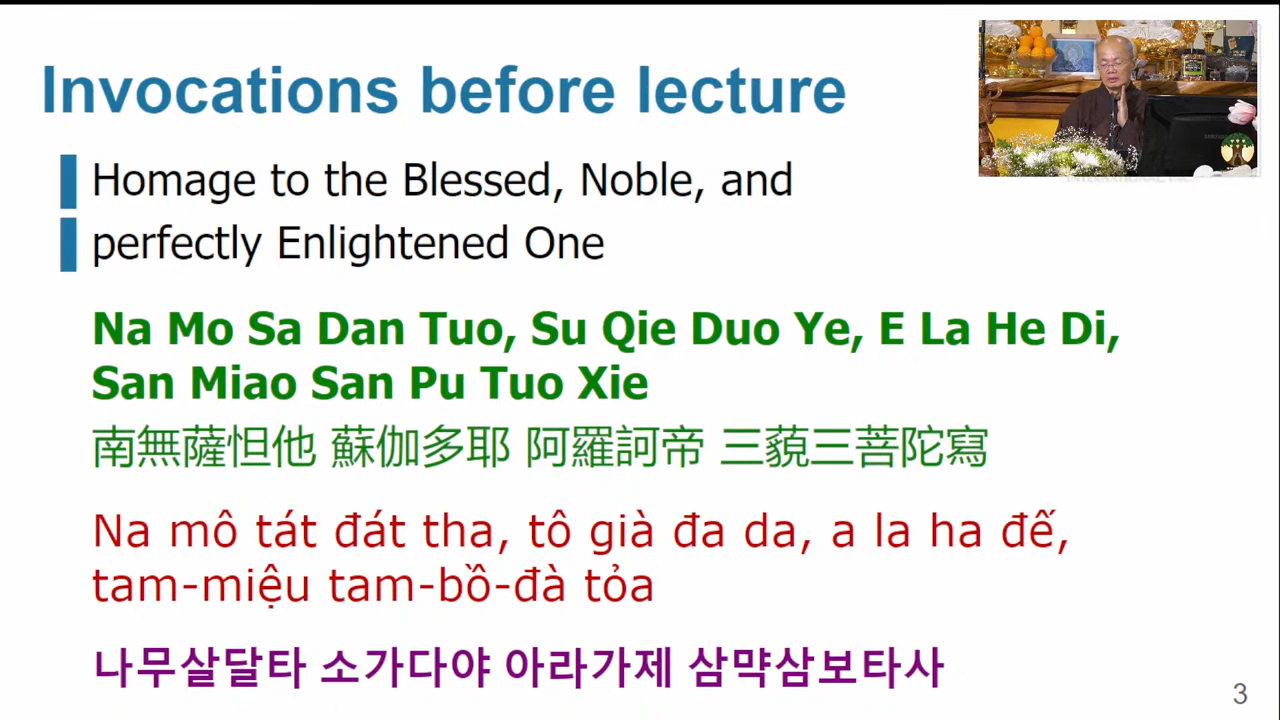 Invocations before lecture
Homage to the Blessed, Noble, and
perfectly Enlightened One
Na Mo Sa Dan Tuo, Su Qie Duo Ye, E La He Di,
San Miao San Pu Tuo Xie
南無薩怛他 蘇伽多耶 阿羅訶帝 三藐三菩陀寫
Na mô tát đát tha, tô già đa da, a la ha đế,
tam-miệu tam-bồ-đà tỏa
나무살달타 소가다야 아라가제 삼먁삼보타사
3